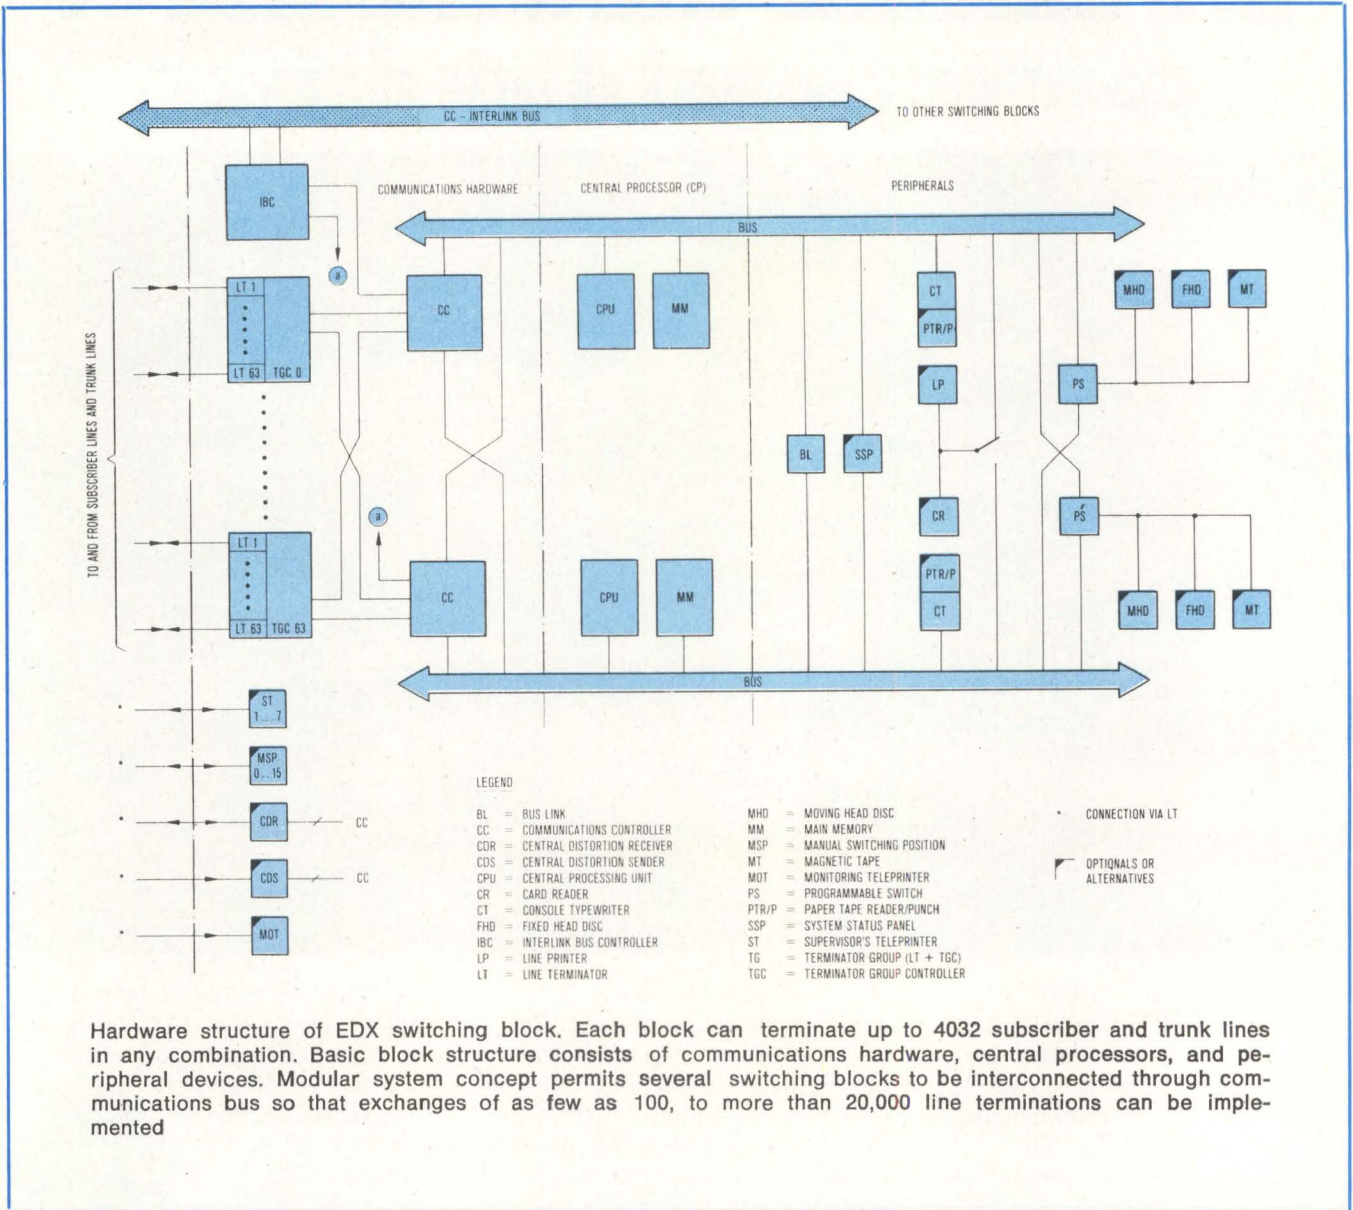 CC - INTERLINK BUS
TO OTHER SWITCHING BLOCKS
COMMUNICATIONS HARDWARE
CENTRAL PROCESSOR (CP)
PERIPHERALS
IBC
BUS
a
TO AND FROM SUBSCRIBER LINES AND TRUNK LINES
LT 1
LT 63
TGC 0
CC
CPU
MM
CT
PTR/P
LP
MHD
FHD
MT
PS
BL
SSP
a
CR
PS
LT 1
LT 63
TGC 63
CC
CPU
MM
PTR/P
CT
MHD
FHD
MT
BUS
ST
1...7
MSP
0..15
CDR
CC
CDS
CC
MOT
LEGEND
BL = BUS LINK
CC = COMMUNICATIONS CONTROLLER
CDR = CENTRAL DISTORTION RECEIVER
CDS = CENTRAL DISTORTION SENDER
CPU = CENTRAL PROCESSING UNIT
CR = CARD READER
CT = CONSOLE TYPEWRITER
FHD = FIXED HEAD DISC
IBC = INTERLINK BUS CONTROLLER
LP = LINE PRINTER
LT = LINE TERMINATOR
MHD = MOVING HEAD DISC
MM = MAIN MEMORY
MSP = MANUAL SWITCHING POSITION
MT = MAGNETIC TAPE
MOT = MONITORING TELEPRINTER
PS = PROGRAMMABLE SWITCH
PTR/P = PAPER TAPE READER/PUNCH
SSP = SYSTEM STATUS PANEL
ST = SUPERVISOR'S TELEPRINTER
TG = TERMINATOR GROUP (LT + TGC)
TGC = TERMINATOR GROUP CONTROLLER
CONNECTION VIA LT
OPTIONALS OR
ALTERNATIVES
Hardware structure of EDX switching block. Each block can terminate up to 4032 subscriber and trunk lines
in any combination. Basic block structure consists of communications hardware, central processors, and pe-
ripheral devices. Modular system concept permits several switching blocks to be interconnected through com-
munications bus so that exchanges of as few as 100, to more than 20,000 line terminations can be imple-
mented